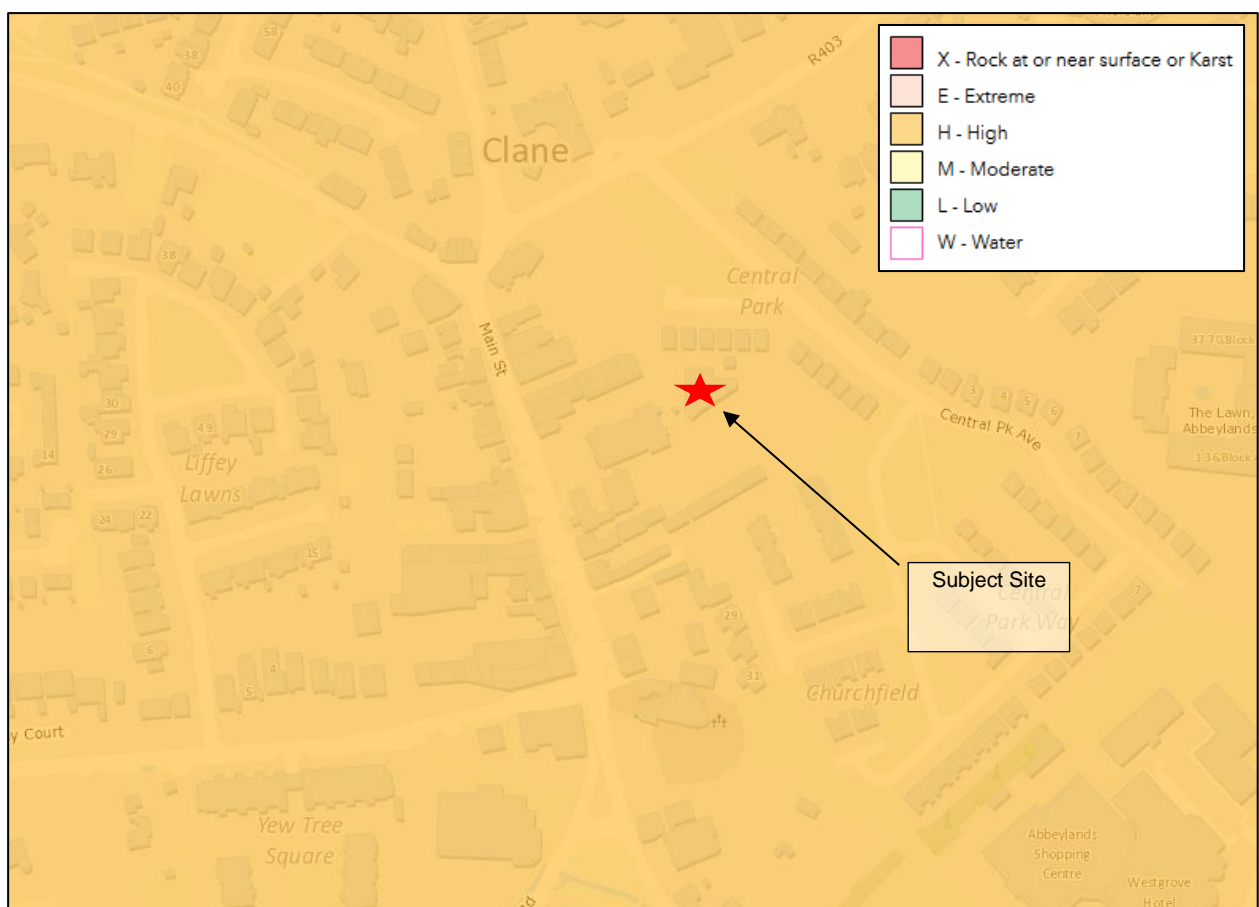 X - Rock at or near surface or Karst
E - Extreme
H - High
M - Moderate
L - Low
W - Water
R403
58
38
40
Clane
Central
Park
38
Main St
37 70,Block
3
4
5
6
7
30
29
49
14
26
Liffey
Lawns
24
22
15
Central Pk Ave
The Lawn,
Abbeylands
1-36,Block
Subject Site
Central
Park Way
7
29
31
6
4
5
Churchfield
y Court
Yew Tree
Square
Abbeylands
Shopping
Centre
Westgrove
Hotel